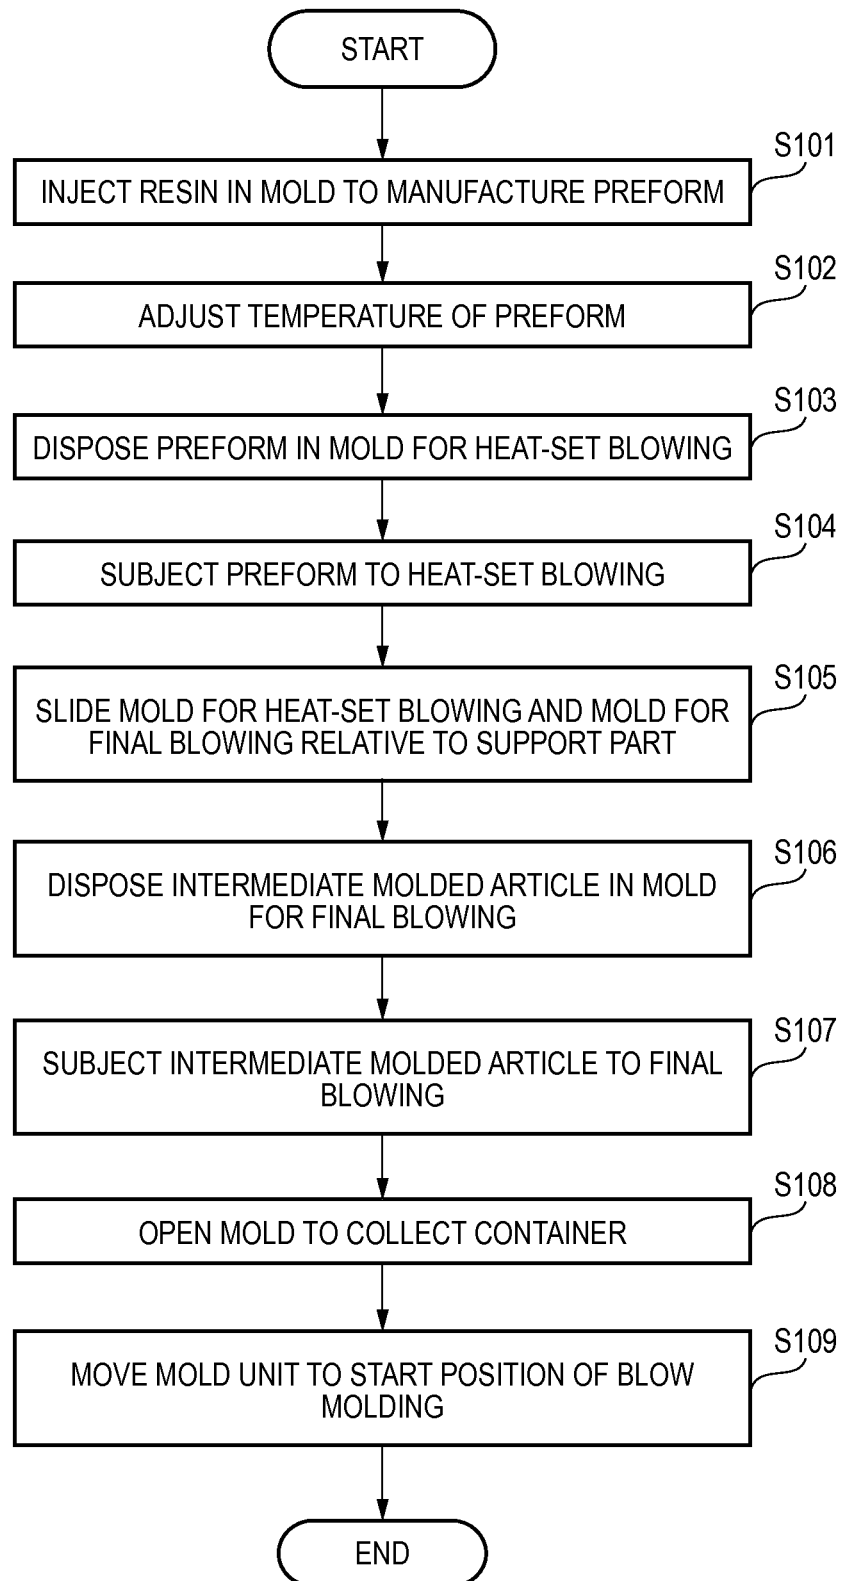 START
S101
INJECT RESIN IN MOLD TO MANUFACTURE PREFORM
S102
ADJUST TEMPERATURE OF PREFORM
S103
DISPOSE PREFORM IN MOLD FOR HEAT-SET BLOWING
S104
SUBJECT PREFORM TO HEAT-SET BLOWING
S105
SLIDE MOLD FOR HEAT-SET BLOWING AND MOLD FOR
FINAL BLOWING RELATIVE TO SUPPORT PART
S106
DISPOSE INTERMEDIATE MOLDED ARTICLE IN MOLD
FOR FINAL BLOWING
S107
SUBJECT INTERMEDIATE MOLDED ARTICLE TO FINAL
BLOWING
S108
OPEN MOLD TO COLLECT CONTAINER
S109
MOVE MOLD UNIT TO START POSITION OF BLOW
MOLDING
END